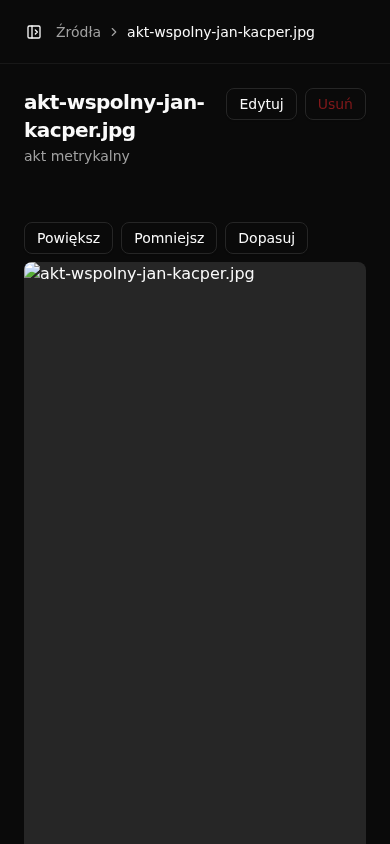 Źródła > akt-wspolny-jan-kacper.jpg
akt-wspolny-jan-
kacper.jpg
Edytuj
Usuń
akt metrykalny
Powiększ
Pomniejsz
Dopasuj
akt-wspolny-jan-kacper.jpg